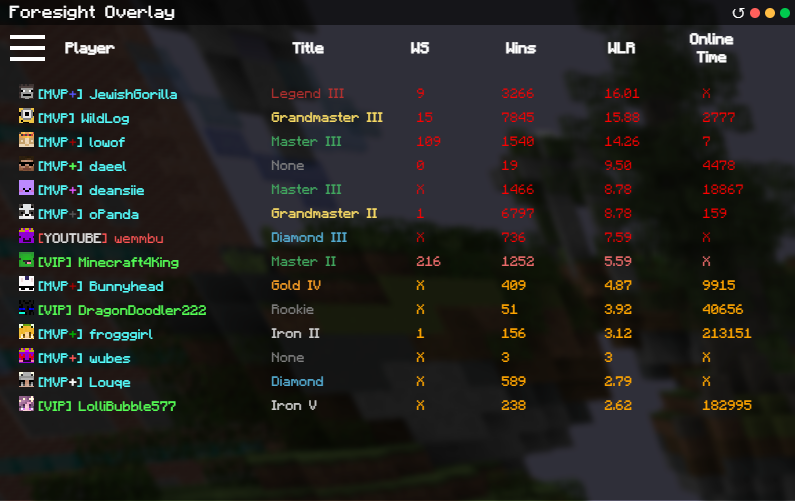 Foresight Overlay
Player Title WS Wins WLR Online Time
[MVP+] JewishGorilla Legend III 9 3266 16.01 X
[MVP] WildLog Grandmaster III 15 7845 15.88 2777
[MVP+] lowof Master III 109 1540 14.26 7
[MVP+] daeel None 0 19 9.50 4478
[MVP+] deansiie Master III X 1466 8.78 18867
[MVP+] oPanda Grandmaster II 1 6797 8.78 159
[YOUTUBE] wemmbu Diamond III X 736 7.59 X
[VIP] Minecraft4King Master II 216 1252 5.59 X
[MVP+] Bunnyhead Gold IV X 409 4.87 9915
[VIP] DragonDoodler222 Rookie X 51 3.92 40656
[MVP+] frogggirl Iron II 1 156 3.12 213151
[MVP+] wubes None X 3 3 X
[MVP+] Louqe Diamond X 589 2.79 X
[VIP] LolliBubble577 Iron V X 238 2.62 182995